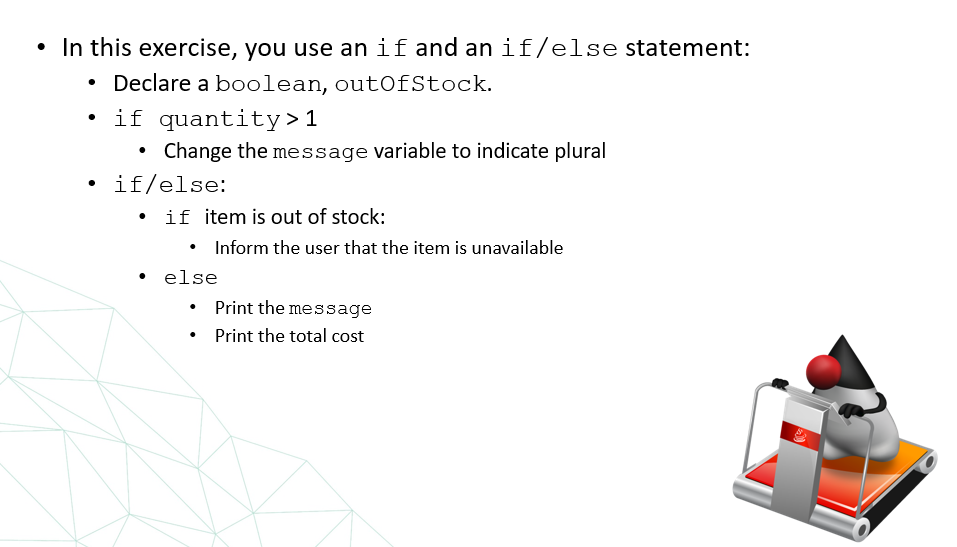 • In this exercise, you use an if and an if/else statement:
• Declare a boolean, outOfStock.
• if quantity > 1
• Change the message variable to indicate plural
• if/else:
• if item is out of stock:
• Inform the user that the item is unavailable
• else
• Print the message
• Print the total cost